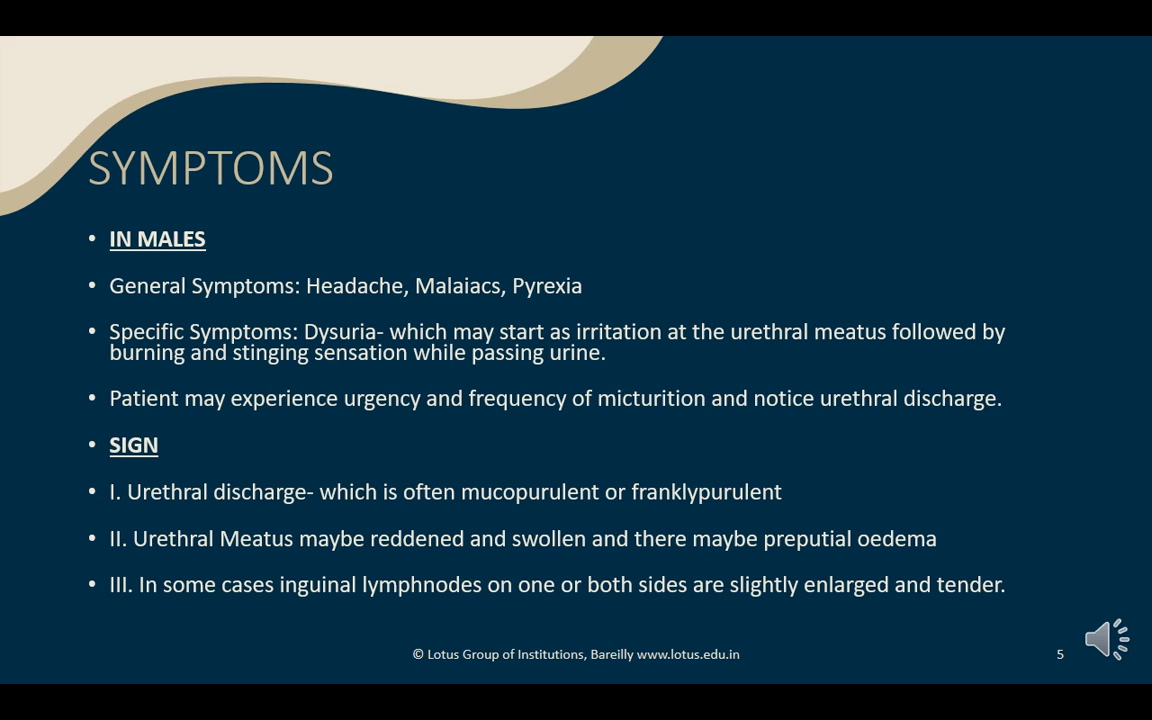 SYMPTOMS
• IN MALES
• General Symptoms: Headache, Malaiacs, Pyrexia
• Specific Symptoms: Dysuria- which may start as irritation at the urethral meatus followed by
burning and stinging sensation while passing urine.
• Patient may experience urgency and frequency of micturition and notice urethral discharge.
• SIGN
• I. Urethral discharge- which is often mucopurulent or franklypurulent
• II. Urethral Meatus maybe reddened and swollen and there maybe preputial oedema
• III. In some cases inguinal lymphnodes on one or both sides are slightly enlarged and tender.
© Lotus Group of Institutions, Bareilly www.lotus.edu.in
5